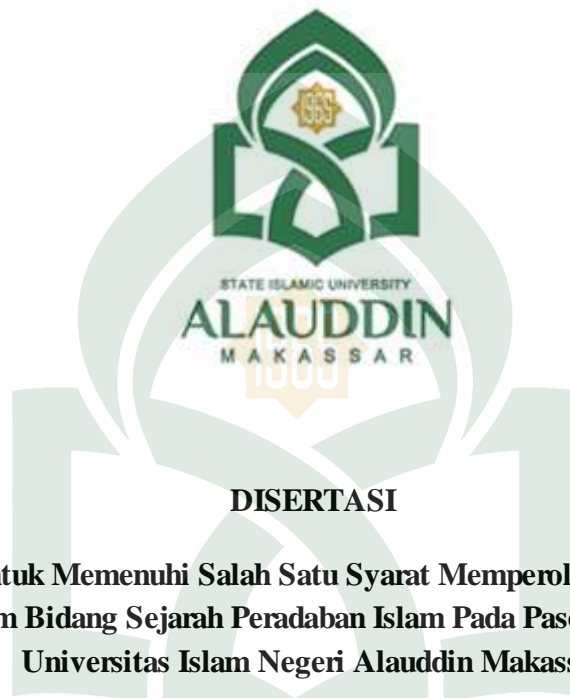 1965
STATE ISLAMIC UNIVERSITY
ALAUDDIN
MAKASSAR
1965
DISERTASI
Memenuhi Salah Satu Syarat
Bidang Sejarah Peradaban Islam Pada
Universitas Islam Negeri Alauddin